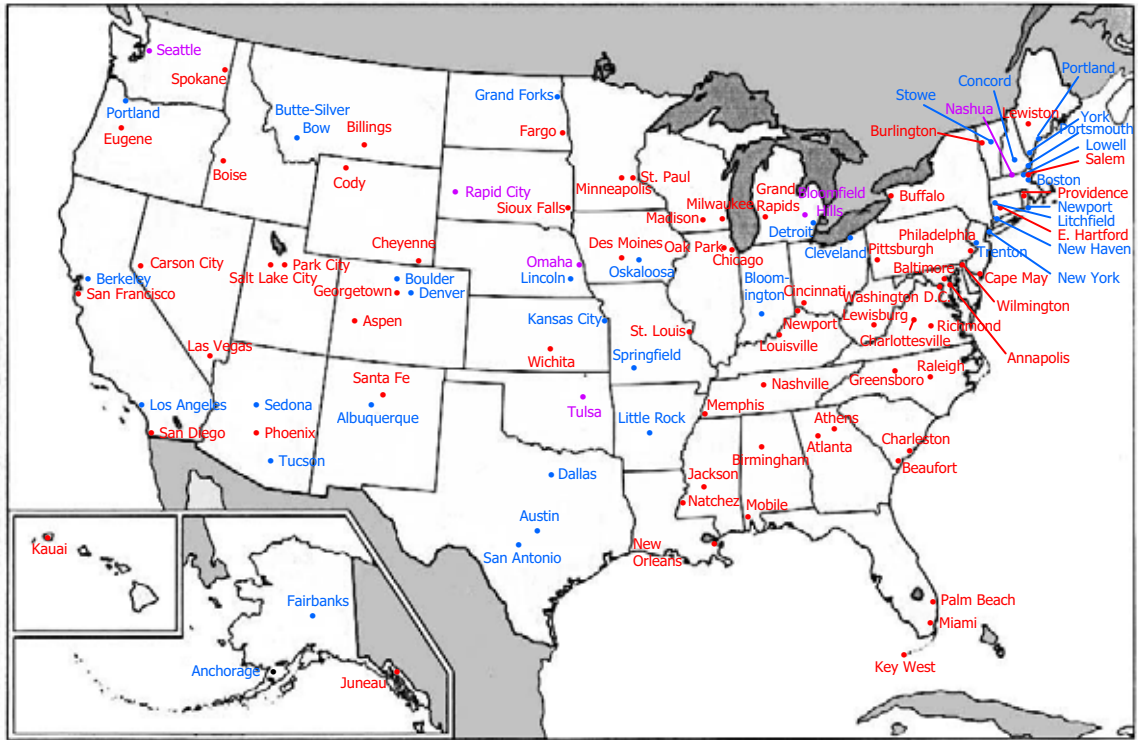 Seattle
Spokane
Portland
Eugene
Boise
Butte-Silver
Bow
Billings
Cody
Grand Forks
Fargo
Rapid City
Sioux Falls
Minneapolis
St. Paul
Madison
Milwaukee
Grand
Rapids
Bloomfield
Hills
Detroit
Concord
Portland
Stowe
Nashua
Lewiston
York
Burlington
Portsmouth
Lowell
Salem
Boston
Buffalo
Providence
Newport
Litchfield
E. Hartford
New Haven
New York
Philadelphia
Trenton
Pittsburgh
Baltimore
Cape May
Wilmington
Washington D.C.
Annapolis
Lewisburg
Richmond
Charlottesville
Cleveland
Oak Park
Chicago
Des Moines
Oskaloosa
Omaha
Lincoln
Cheyenne
Boulder
Georgetown
Denver
Aspen
Park City
Salt Lake City
Carson City
Berkeley
San Francisco
Las Vegas
Kansas City
Wichita
St. Louis
Springfield
Bloom-
ington
Cincinnati
Newport
Louisville
Nashville
Memphis
Greensboro
Raleigh
Los Angeles
San Diego
Sedona
Phoenix
Tucson
Santa Fe
Albuquerque
Tulsa
Little Rock
Athens
Atlanta
Birmingham
Charleston
Beaufort
Dallas
Austin
San Antonio
Jackson
Natchez
Mobile
New
Orleans
Palm Beach
Miami
Key West
Kauai
Fairbanks
Anchorage
Juneau